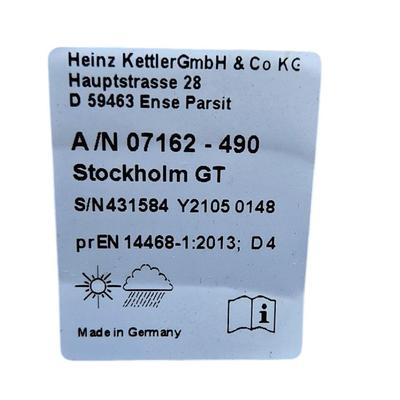 Heinz KettlerGmbH & Co KG
Hauptstrasse 28
D 59463 Ense Parsit
A/N 07162 - 490
Stockholm GT
S/N 431584 Y2105 0148
prEN 14468-1:2013; D4
i
Made in Germany